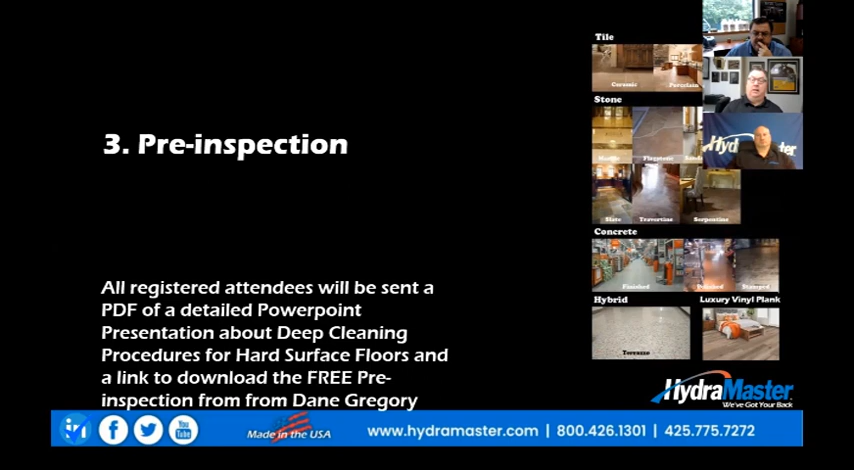 3. Pre-inspection
All registered attendees will be sent a
PDF of a detailed Powerpoint
Presentation about Deep Cleaning
Procedures for Hard Surface Floors and
a link to download the FREE Pre-
inspection from from Dane Gregory
Tile
Ceramic
Porcelain
Stone
Flagstone
Slate
Travertine
Serpentine
Concrete
Finished
Polished
Stamped
Hybrid
Luxury Vinyl Plank
Terrazzo
HydraMaster
HydraMaster
We've Got Your Back
Made in the USA
You
Tube
www.hydramaster.com | 800.426.1301 | 425.775.7272